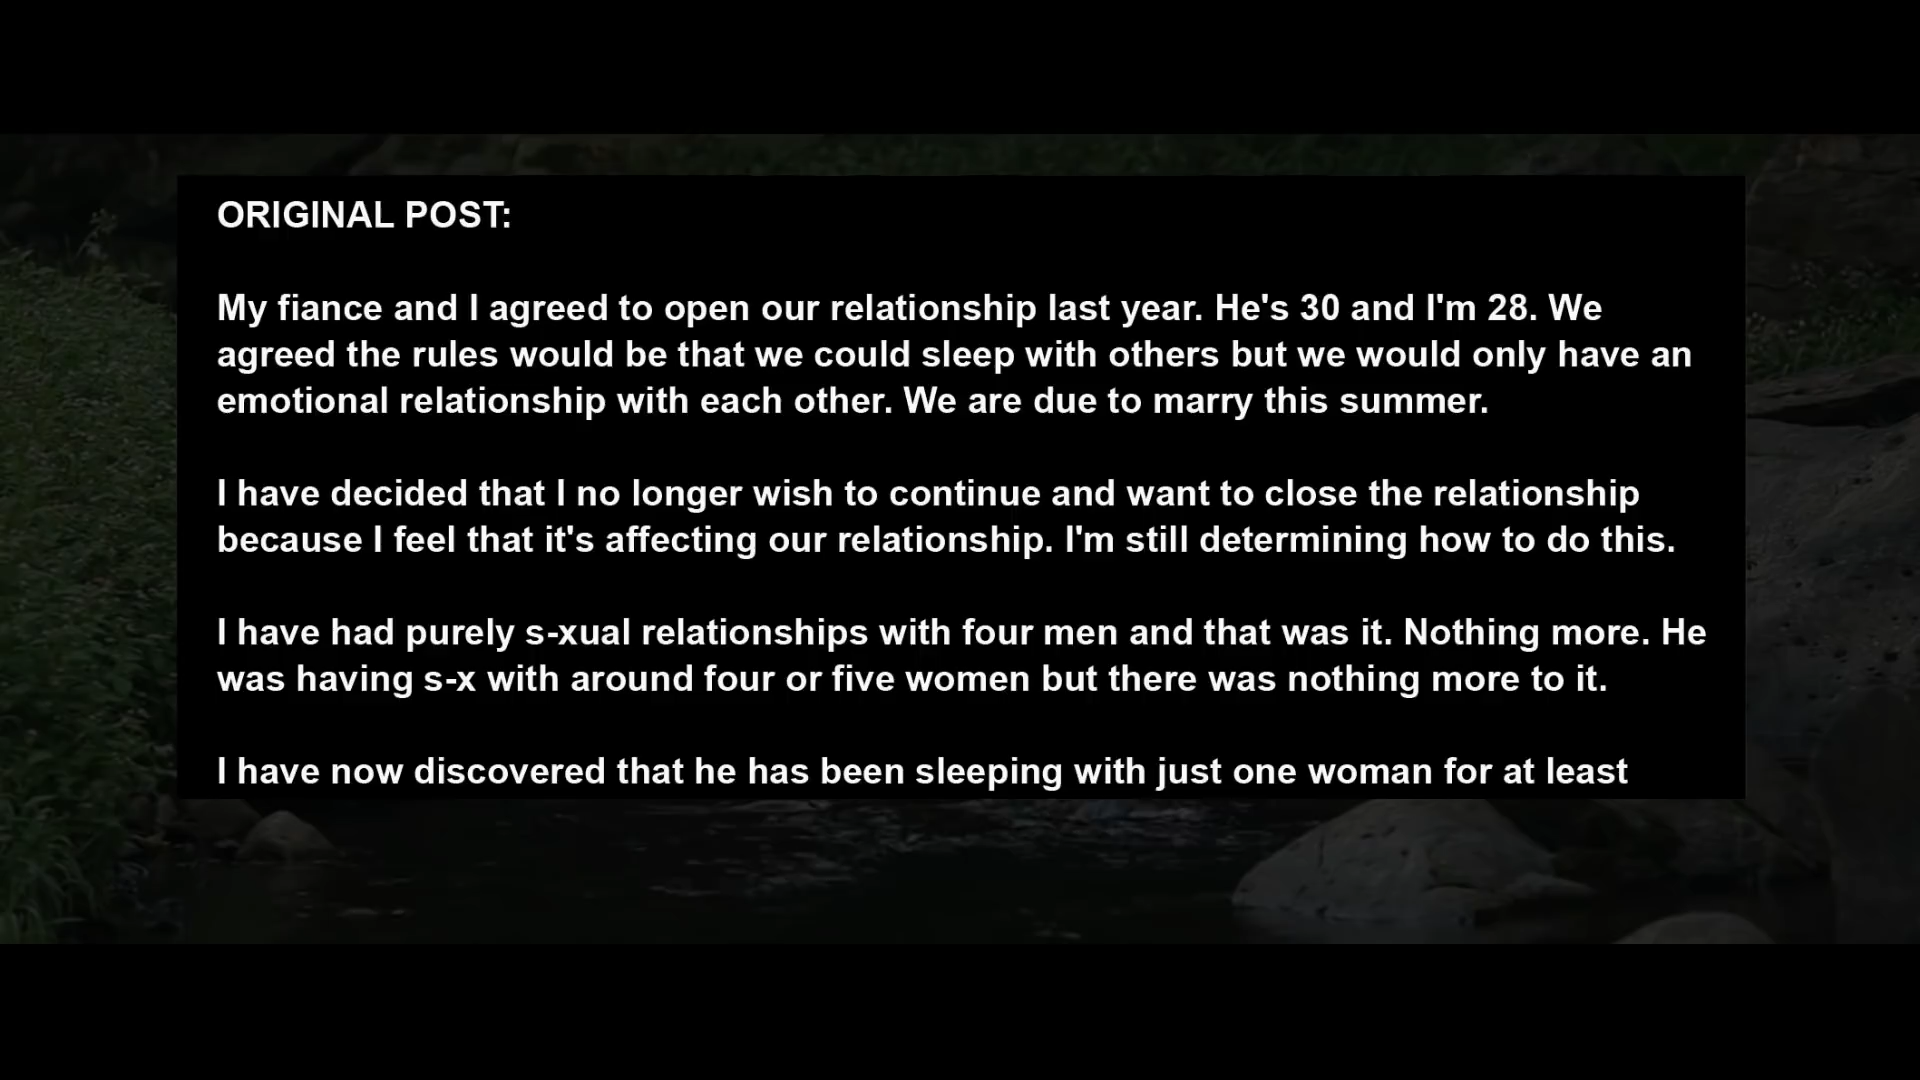 ORIGINAL POST:
My fiance and I agreed to open our relationship last year. He's 30 and I'm 28. We
agreed the rules would be that we could sleep with others but we would only have an
emotional relationship with each other. We are due to marry this summer.
I have decided that I no longer wish to continue and want to close the relationship
because I feel that it's affecting our relationship. I'm still determining how to do this.
I have had purely s-xual relationships with four men and that was it. Nothing more. He
was having s-x with around four or five women but there was nothing more to it.
I have now discovered that he has been sleeping with just one woman for at least